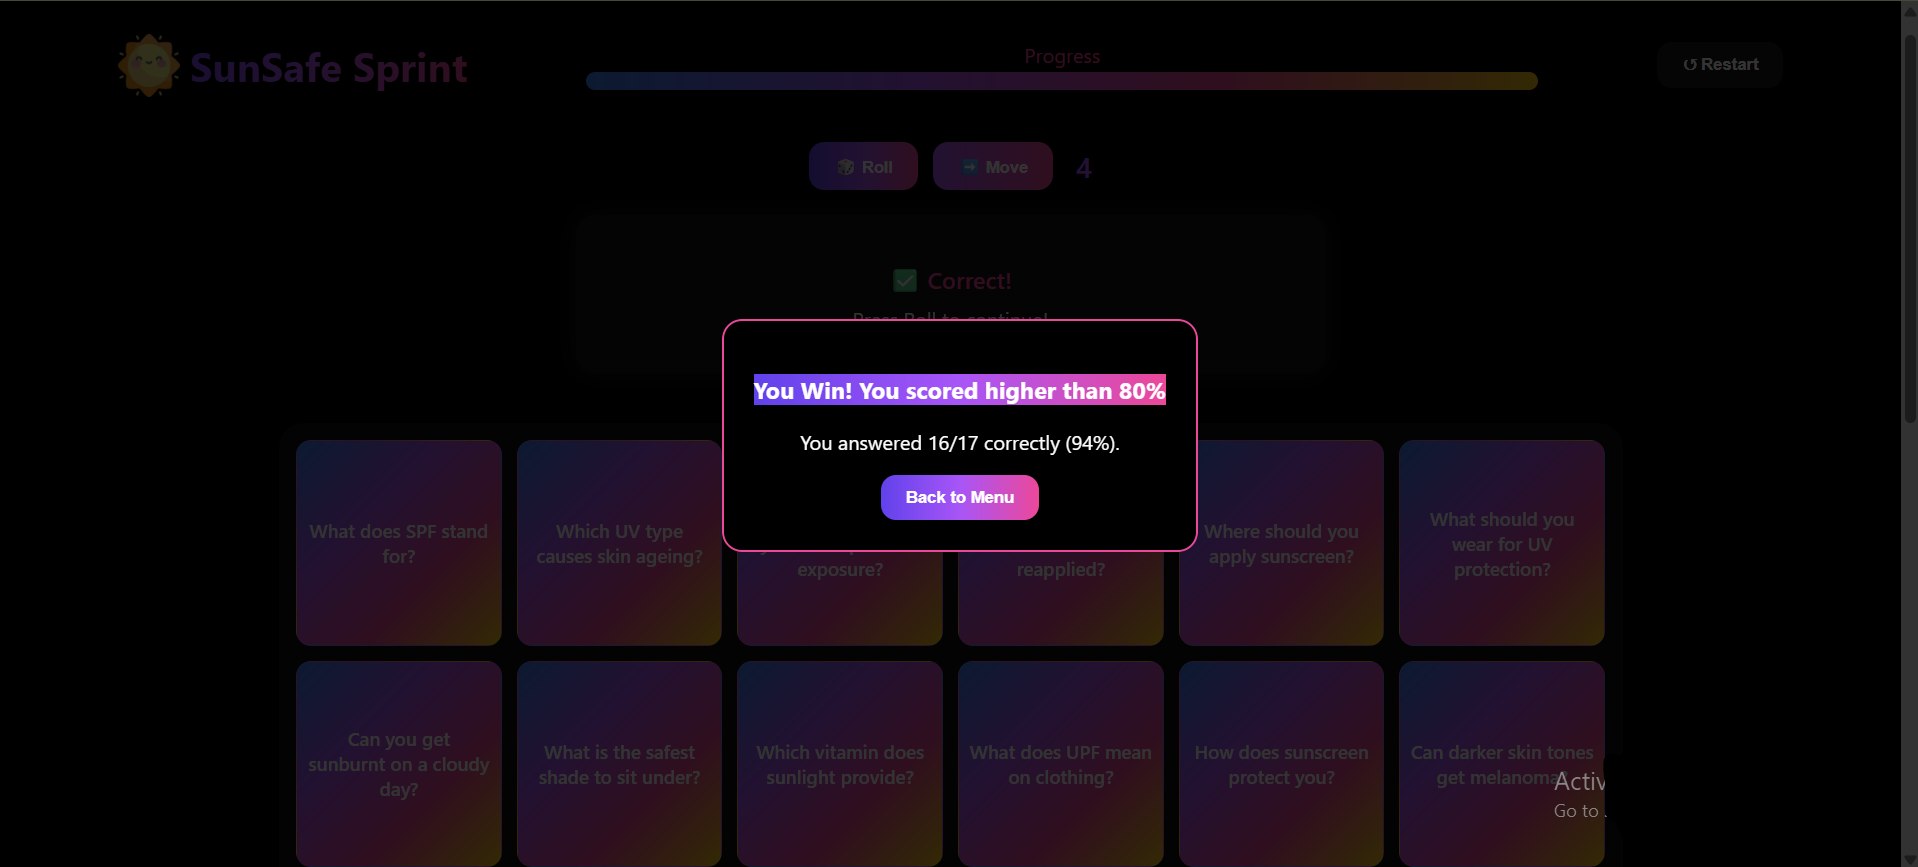 SunSafe Sprint
Progress
↺ Restart
Roll
Move
4
Correct!
Press Roll to continue!
You Win! You scored higher than 80%
You answered 16/17 correctly (94%).
Back to Menu
What does SPF stand
for?
Which UV type
causes skin ageing?
exposure?
reapplied?
Where should you
apply sunscreen?
What should you
wear for UV
protection?
Can you get
sunburnt on a cloudy
day?
What is the safest
shade to sit under?
Which vitamin does
sunlight provide?
What does UPF mean
on clothing?
How does sunscreen
protect you?
Can darker skin tones
get melanoma?
Activ
Go to